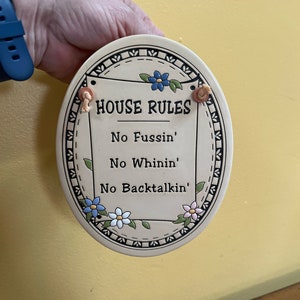 HOUSE RULES
No Fussin'
No Whinin'
No Backtalkin'